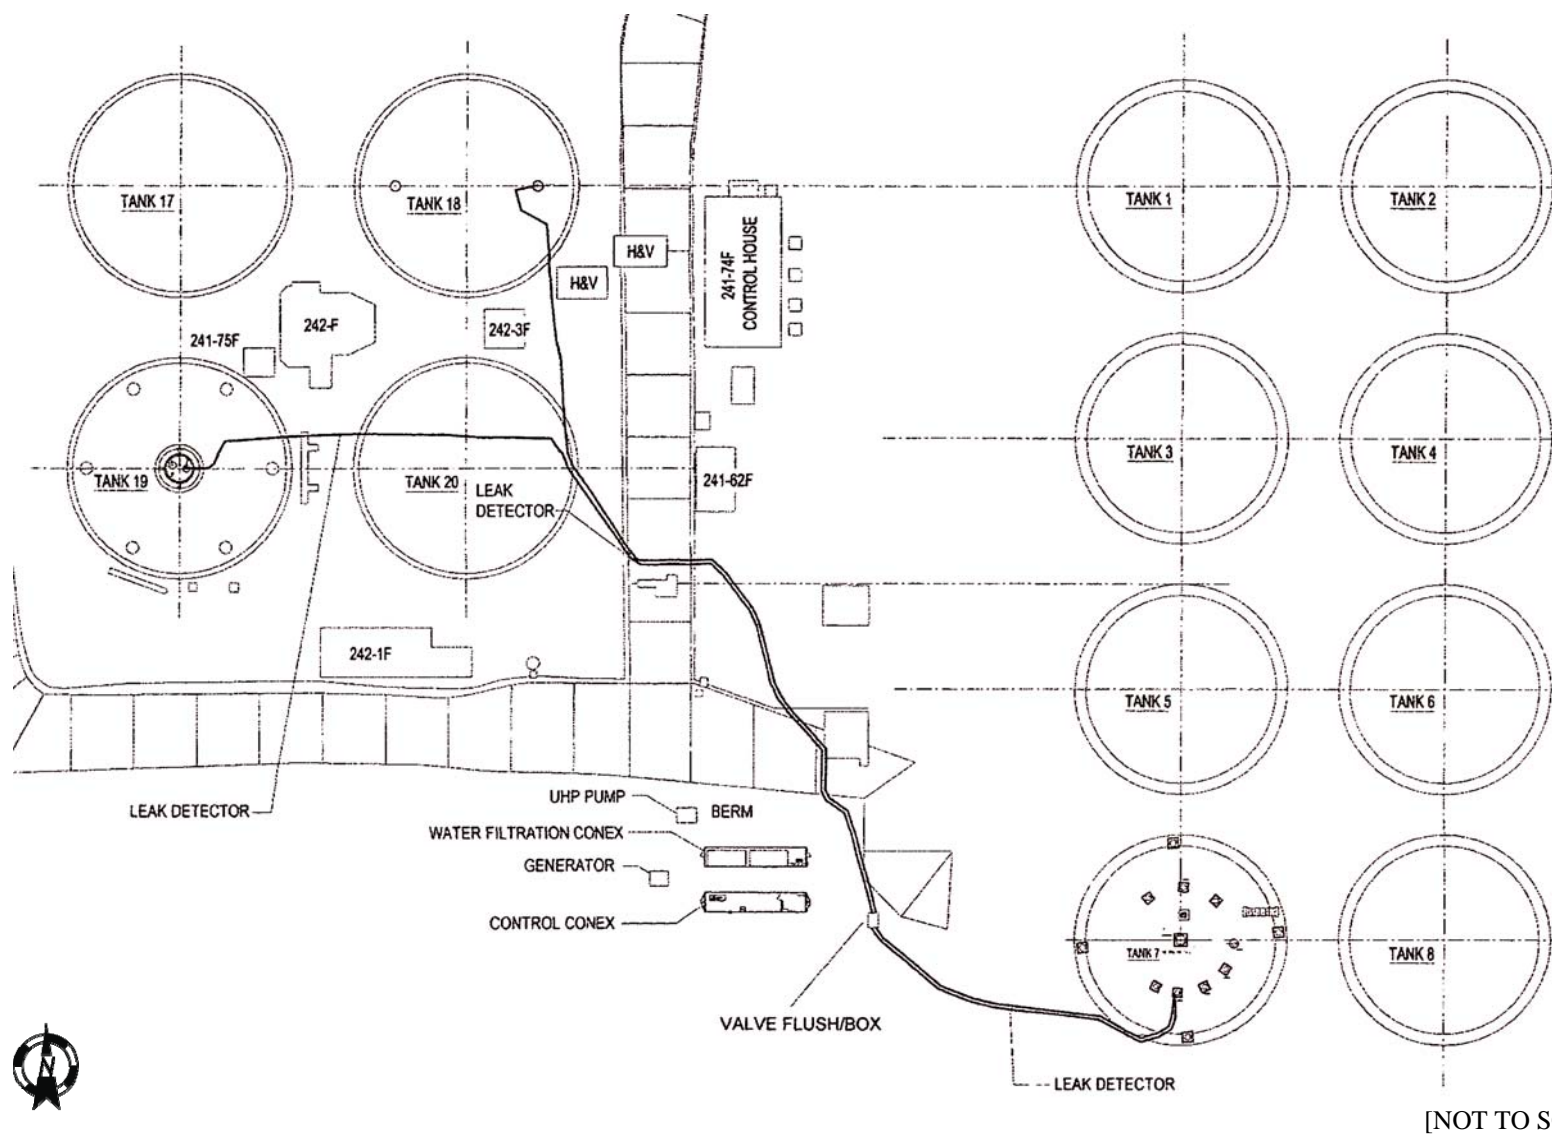 TANK 17
TANK 18
TANK 1
TANK 2
H&V
H&V
241-74F
CONTROL HOUSE
241-75F
242-F
242-3F
TANK 19
TANK 20
LEAK
DETECTOR
241-62F
TANK 3
TANK 4
242-1F
TANK 5
TANK 6
LEAK DETECTOR
UHP PUMP
BERM
WATER FILTRATION CONEX
GENERATOR
CONTROL CONEX
TANK 7
TANK 8
VALVE FLUSH/BOX
LEAK DETECTOR
N
[NOT TO S